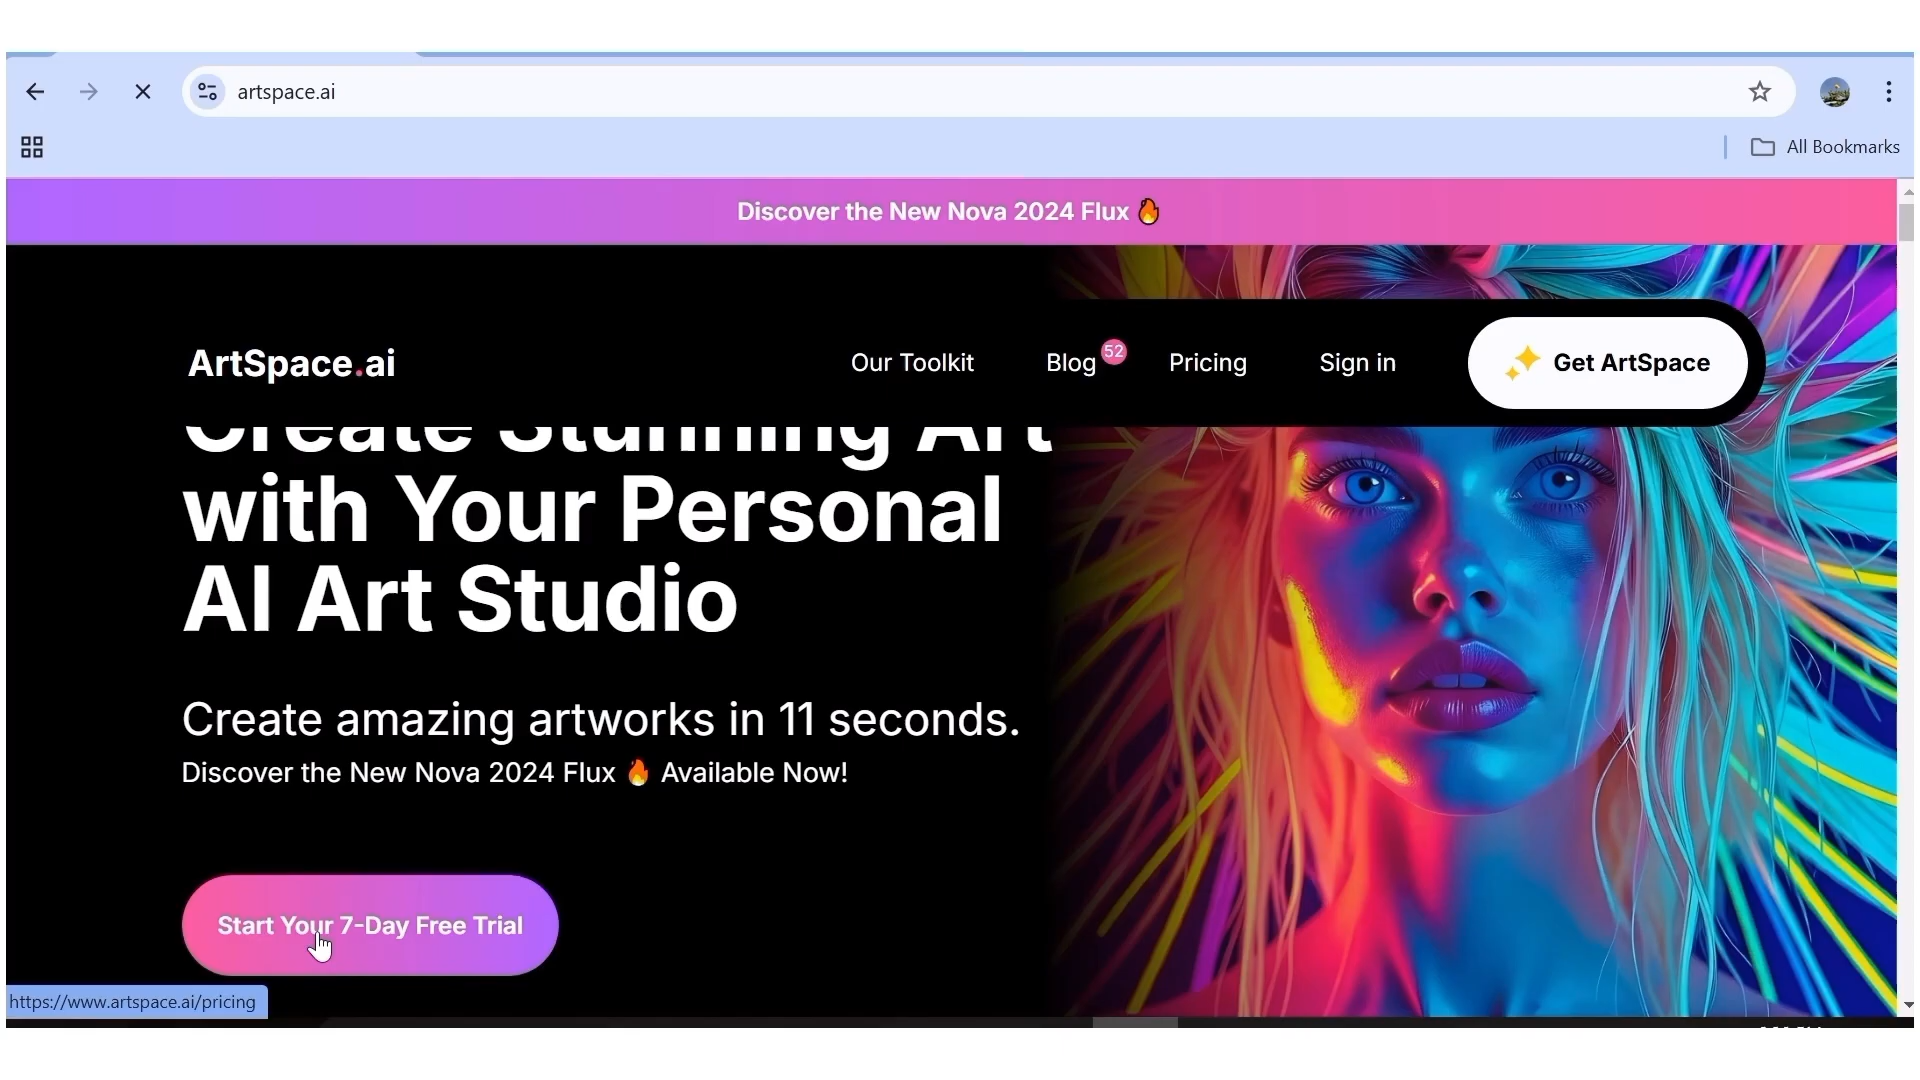 artspace.ai
All Bookmarks
Discover the New Nova 2024 Flux 🔥
ArtSpace.ai
Our Toolkit
Blog 52
Pricing
Sign in
Get ArtSpace
Create Stunning Art
with Your Personal
AI Art Studio
Create amazing artworks in 11 seconds.
Discover the New Nova 2024 Flux 🔥 Available Now!
Start Your 7-Day Free Trial
https://www.artspace.ai/pricing